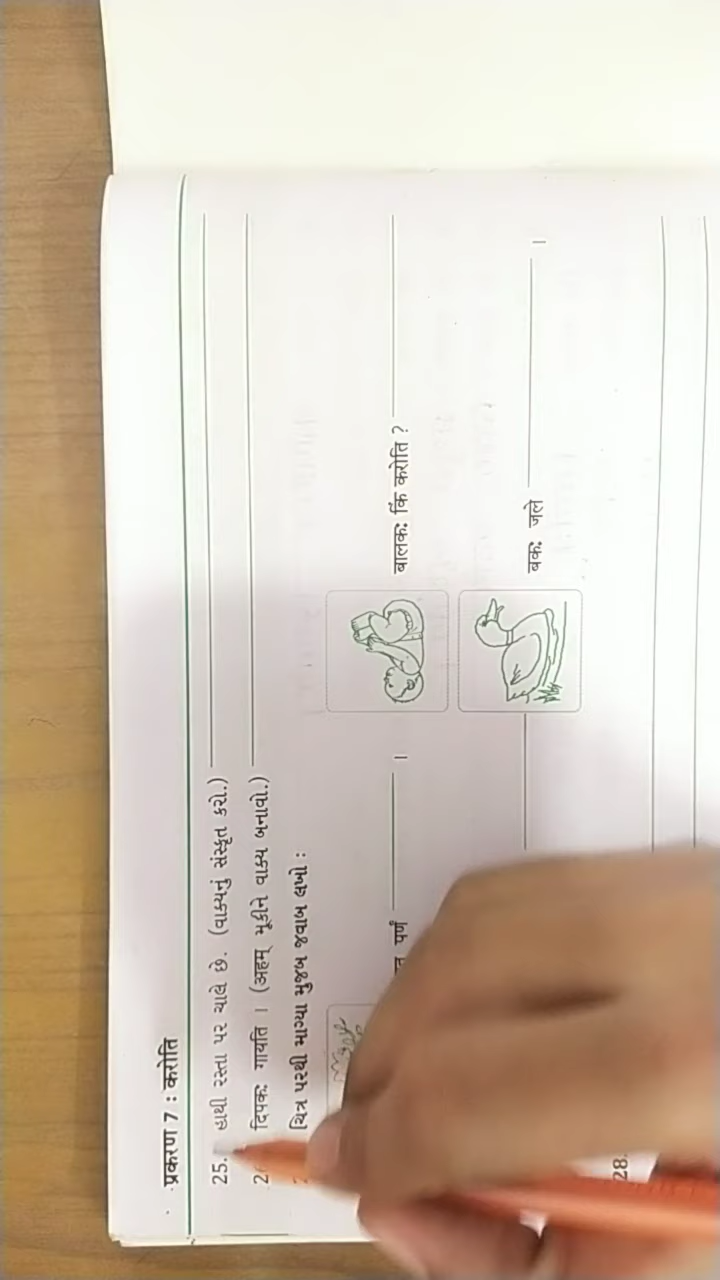 प्रकरण 7 : करोति
25. હાથી રસ્તા પર ચાલે છે. (વાક્યનું સંસ્કૃત કરો.)
दिपकः गायति । (अहम् મૂકીને વાક્ય બનાવો.)
ચિત્ર પરથી માગ્યા મુજબ જવાબ લખો :
पर्णं । बालकः किं करोति ?
बकः जले ।
28.